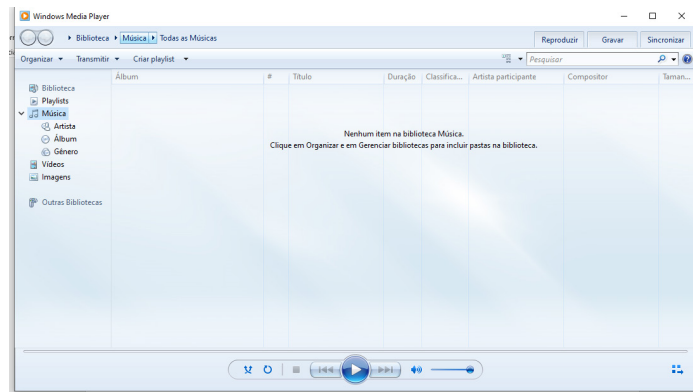 Windows Media Player
Biblioteca Música Todas as Músicas
Reproduzir Gravar Sincronizar
Organizar Transmitir Criar playlist
Pesquisar
Álbum # Título Duração Classifica... Artista participante Compositor Taman...
Biblioteca
Playlists
Música
Artista
Álbum
Gênero
Vídeos
Imagens
Outras Bibliotecas
Nenhum item na biblioteca Música.
Clique em Organizar e em Gerenciar bibliotecas para incluir pastas na biblioteca.